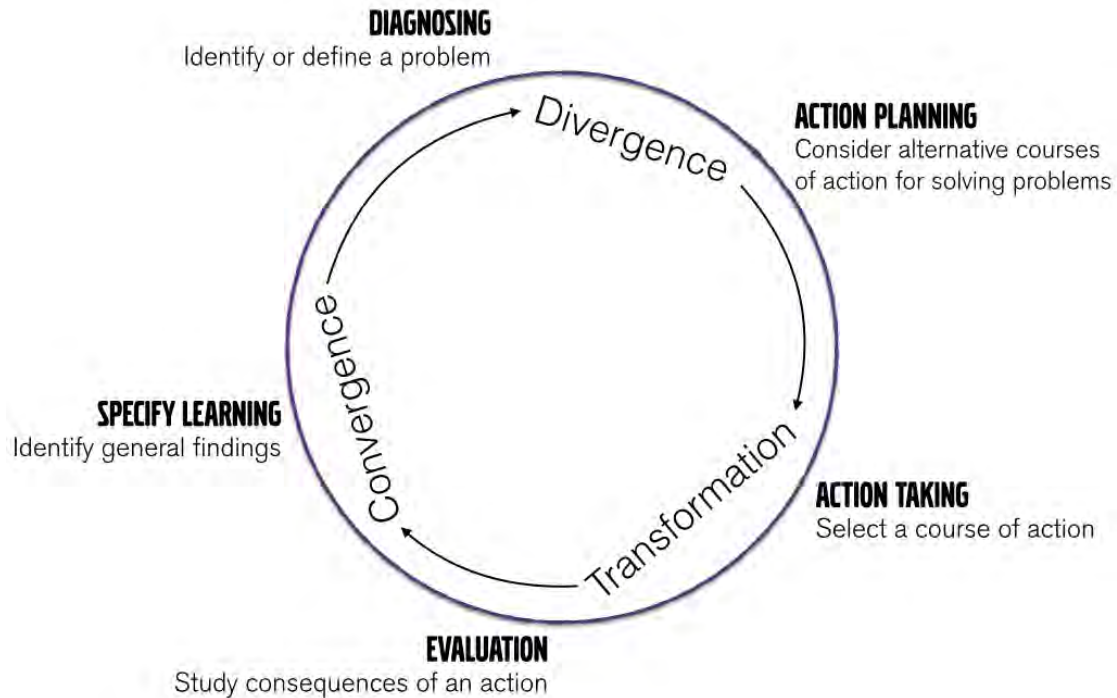 DIAGNOSING
Identify or define a problem
Divergence
ACTION PLANNING
Consider alternative courses
of action for solving problems
Transformation
ACTION TAKING
Select a course of action
EVALUATION
Study consequences of an action
Convergence
SPECIFY LEARNING
Identify general findings